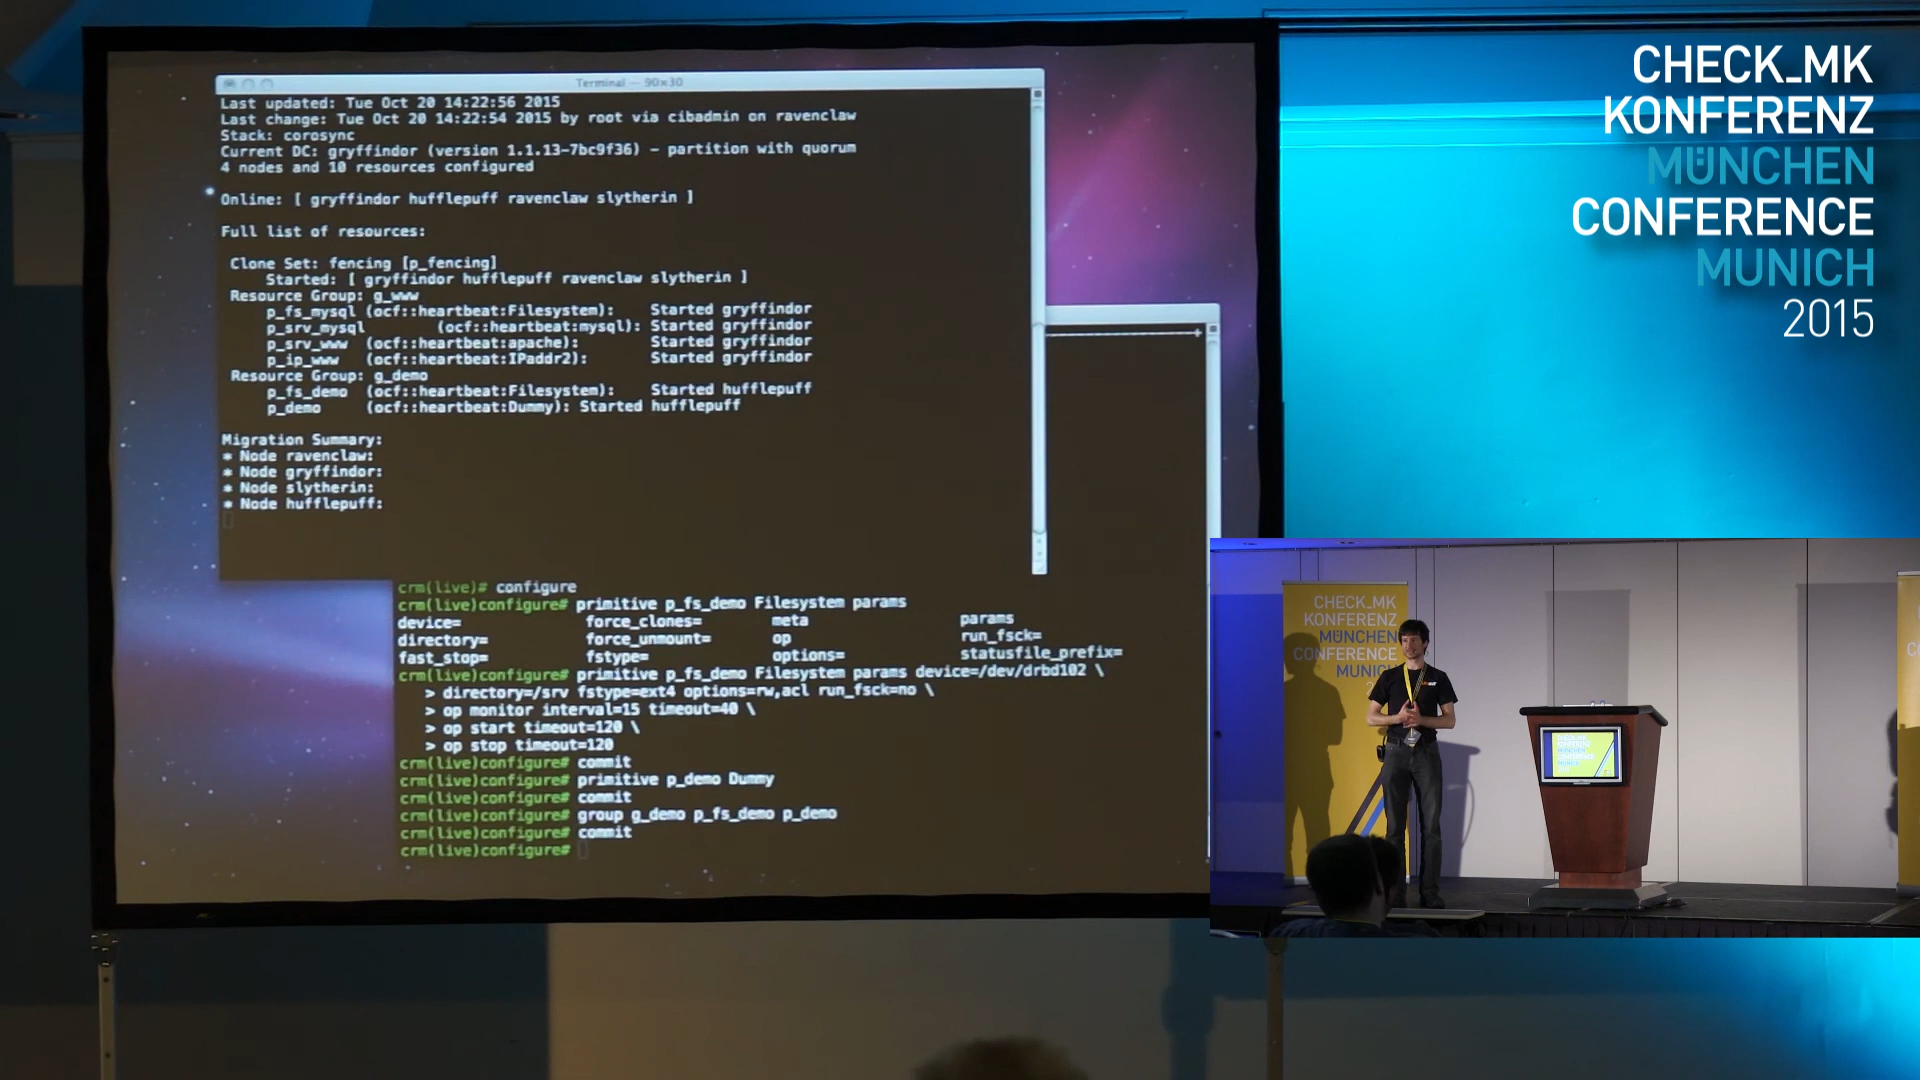 Terminal — 90×30
Last updated: Tue Oct 20 14:22:56 2015
Last change: Tue Oct 20 14:22:54 2015 by root via cibadmin on ravenclaw
Stack: corosync
Current DC: gryffindor (version 1.1.13-7bc9f36) - partition with quorum
4 nodes and 10 resources configured
Online: [ gryffindor hufflepuff ravenclaw slytherin ]
Full list of resources:
Clone Set: fencing [p_fencing]
Started: [ gryffindor hufflepuff ravenclaw slytherin ]
Resource Group: g_www
p_fs_mysql (ocf::heartbeat:Filesystem): Started gryffindor
p_srv_mysql (ocf::heartbeat:mysql): Started gryffindor
p_srv_www (ocf::heartbeat:apache): Started gryffindor
p_ip_www (ocf::heartbeat:IPaddr2): Started gryffindor
Resource Group: g_demo
p_fs_demo (ocf::heartbeat:Filesystem): Started hufflepuff
p_demo (ocf::heartbeat:Dummy): Started hufflepuff
Migration Summary:
* Node ravenclaw:
* Node gryffindor:
* Node slytherin:
* Node hufflepuff:
crm(live)# configure
crm(live)configure# primitive p_fs_demo Filesystem params
device= force_clones= meta params
directory= force_unmount= op run_fsck=
fast_stop= fstype= options= statusfile_prefix=
crm(live)configure# primitive p_fs_demo Filesystem params device=/dev/drbd102 \
> directory=/srv fstype=ext4 options=rw,acl run_fsck=no \
> op monitor interval=15 timeout=40 \
> op start timeout=120 \
> op stop timeout=120
crm(live)configure# commit
crm(live)configure# primitive p_demo Dummy
crm(live)configure# commit
crm(live)configure# group g_demo p_fs_demo p_demo
crm(live)configure# commit
crm(live)configure#
CHECK_MK
KONFERENZ
MÜNCHEN
CONFERENCE
MUNICH
2015
CHECK_MK
KONFERENZ
MÜNCHEN
CONFERENCE
MUNICH